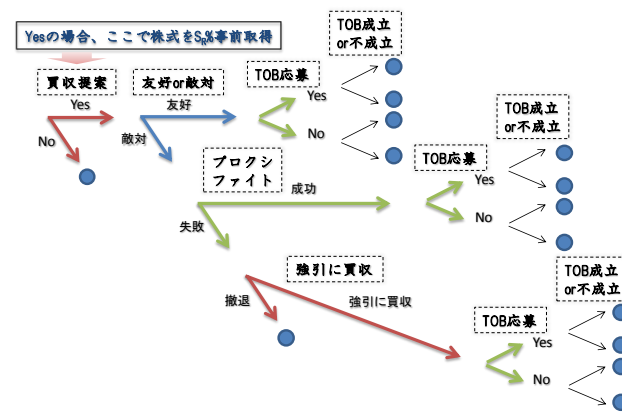 Yesの場合、ここで株式をSR%事前取得
買収提案
友好or敵対
TOB応募
TOB成立
or不成立
Yes
No
友好
敵対
Yes
No
プロクシ
ファイト
成功
失敗
TOB応募
TOB成立
or不成立
Yes
No
強引に買収
撤退
強引に買収
TOB応募
TOB成立
or不成立
Yes
No